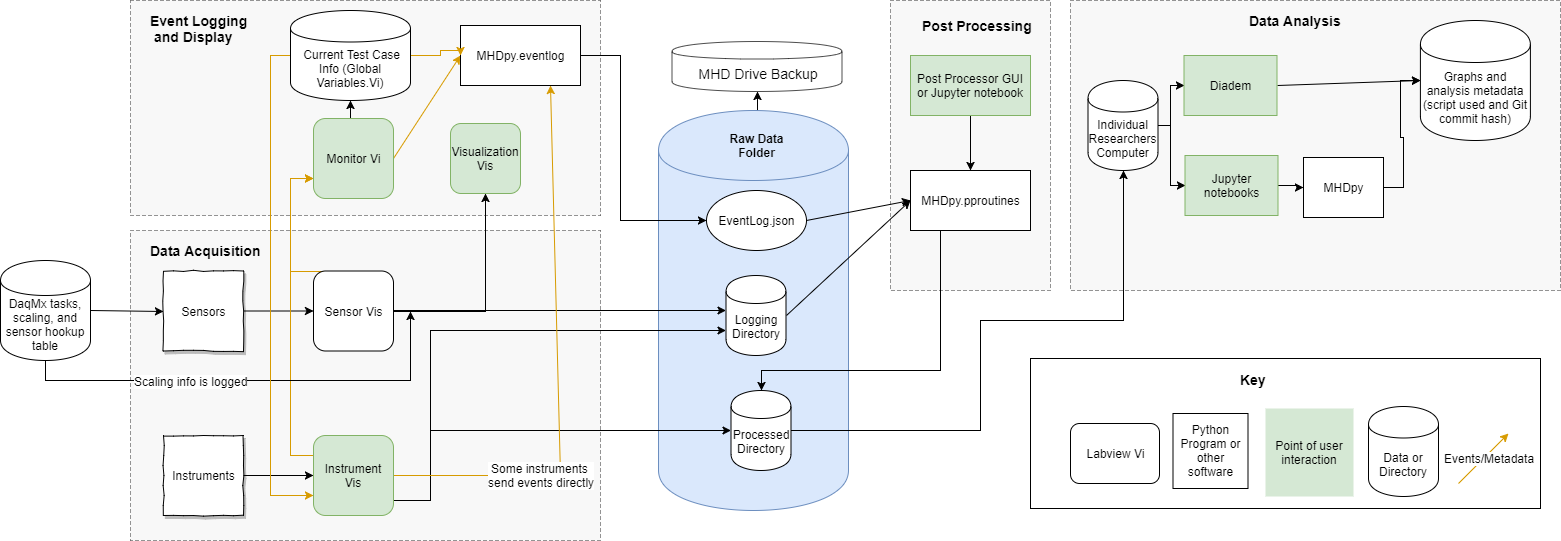 Event Logging
and Display
Current Test Case
Info (Global
Variables.Vi)
MHDpy.eventlog
Monitor Vi
Visualization
Vis
Data Acquisition
DaqMx tasks,
scaling, and
sensor hookup
table
Sensors
Sensor Vis
Scaling info is logged
Instruments
Instrument
Vis
Some instruments
send events directly
MHD Drive Backup
Raw Data
Folder
EventLog.json
Logging
Directory
Processed
Directory
Post Processing
Post Processor GUI
or Jupyter notebook
MHDpy.pproutines
Data Analysis
Individual
Researchers
Computer
Diadem
Jupyter
notebooks
MHDpy
Graphs and
analysis metadata
(script used and Git
commit hash)
Key
Labview Vi
Python
Program or
other
software
Point of user
interaction
Data or
Directory
Events/Metadata